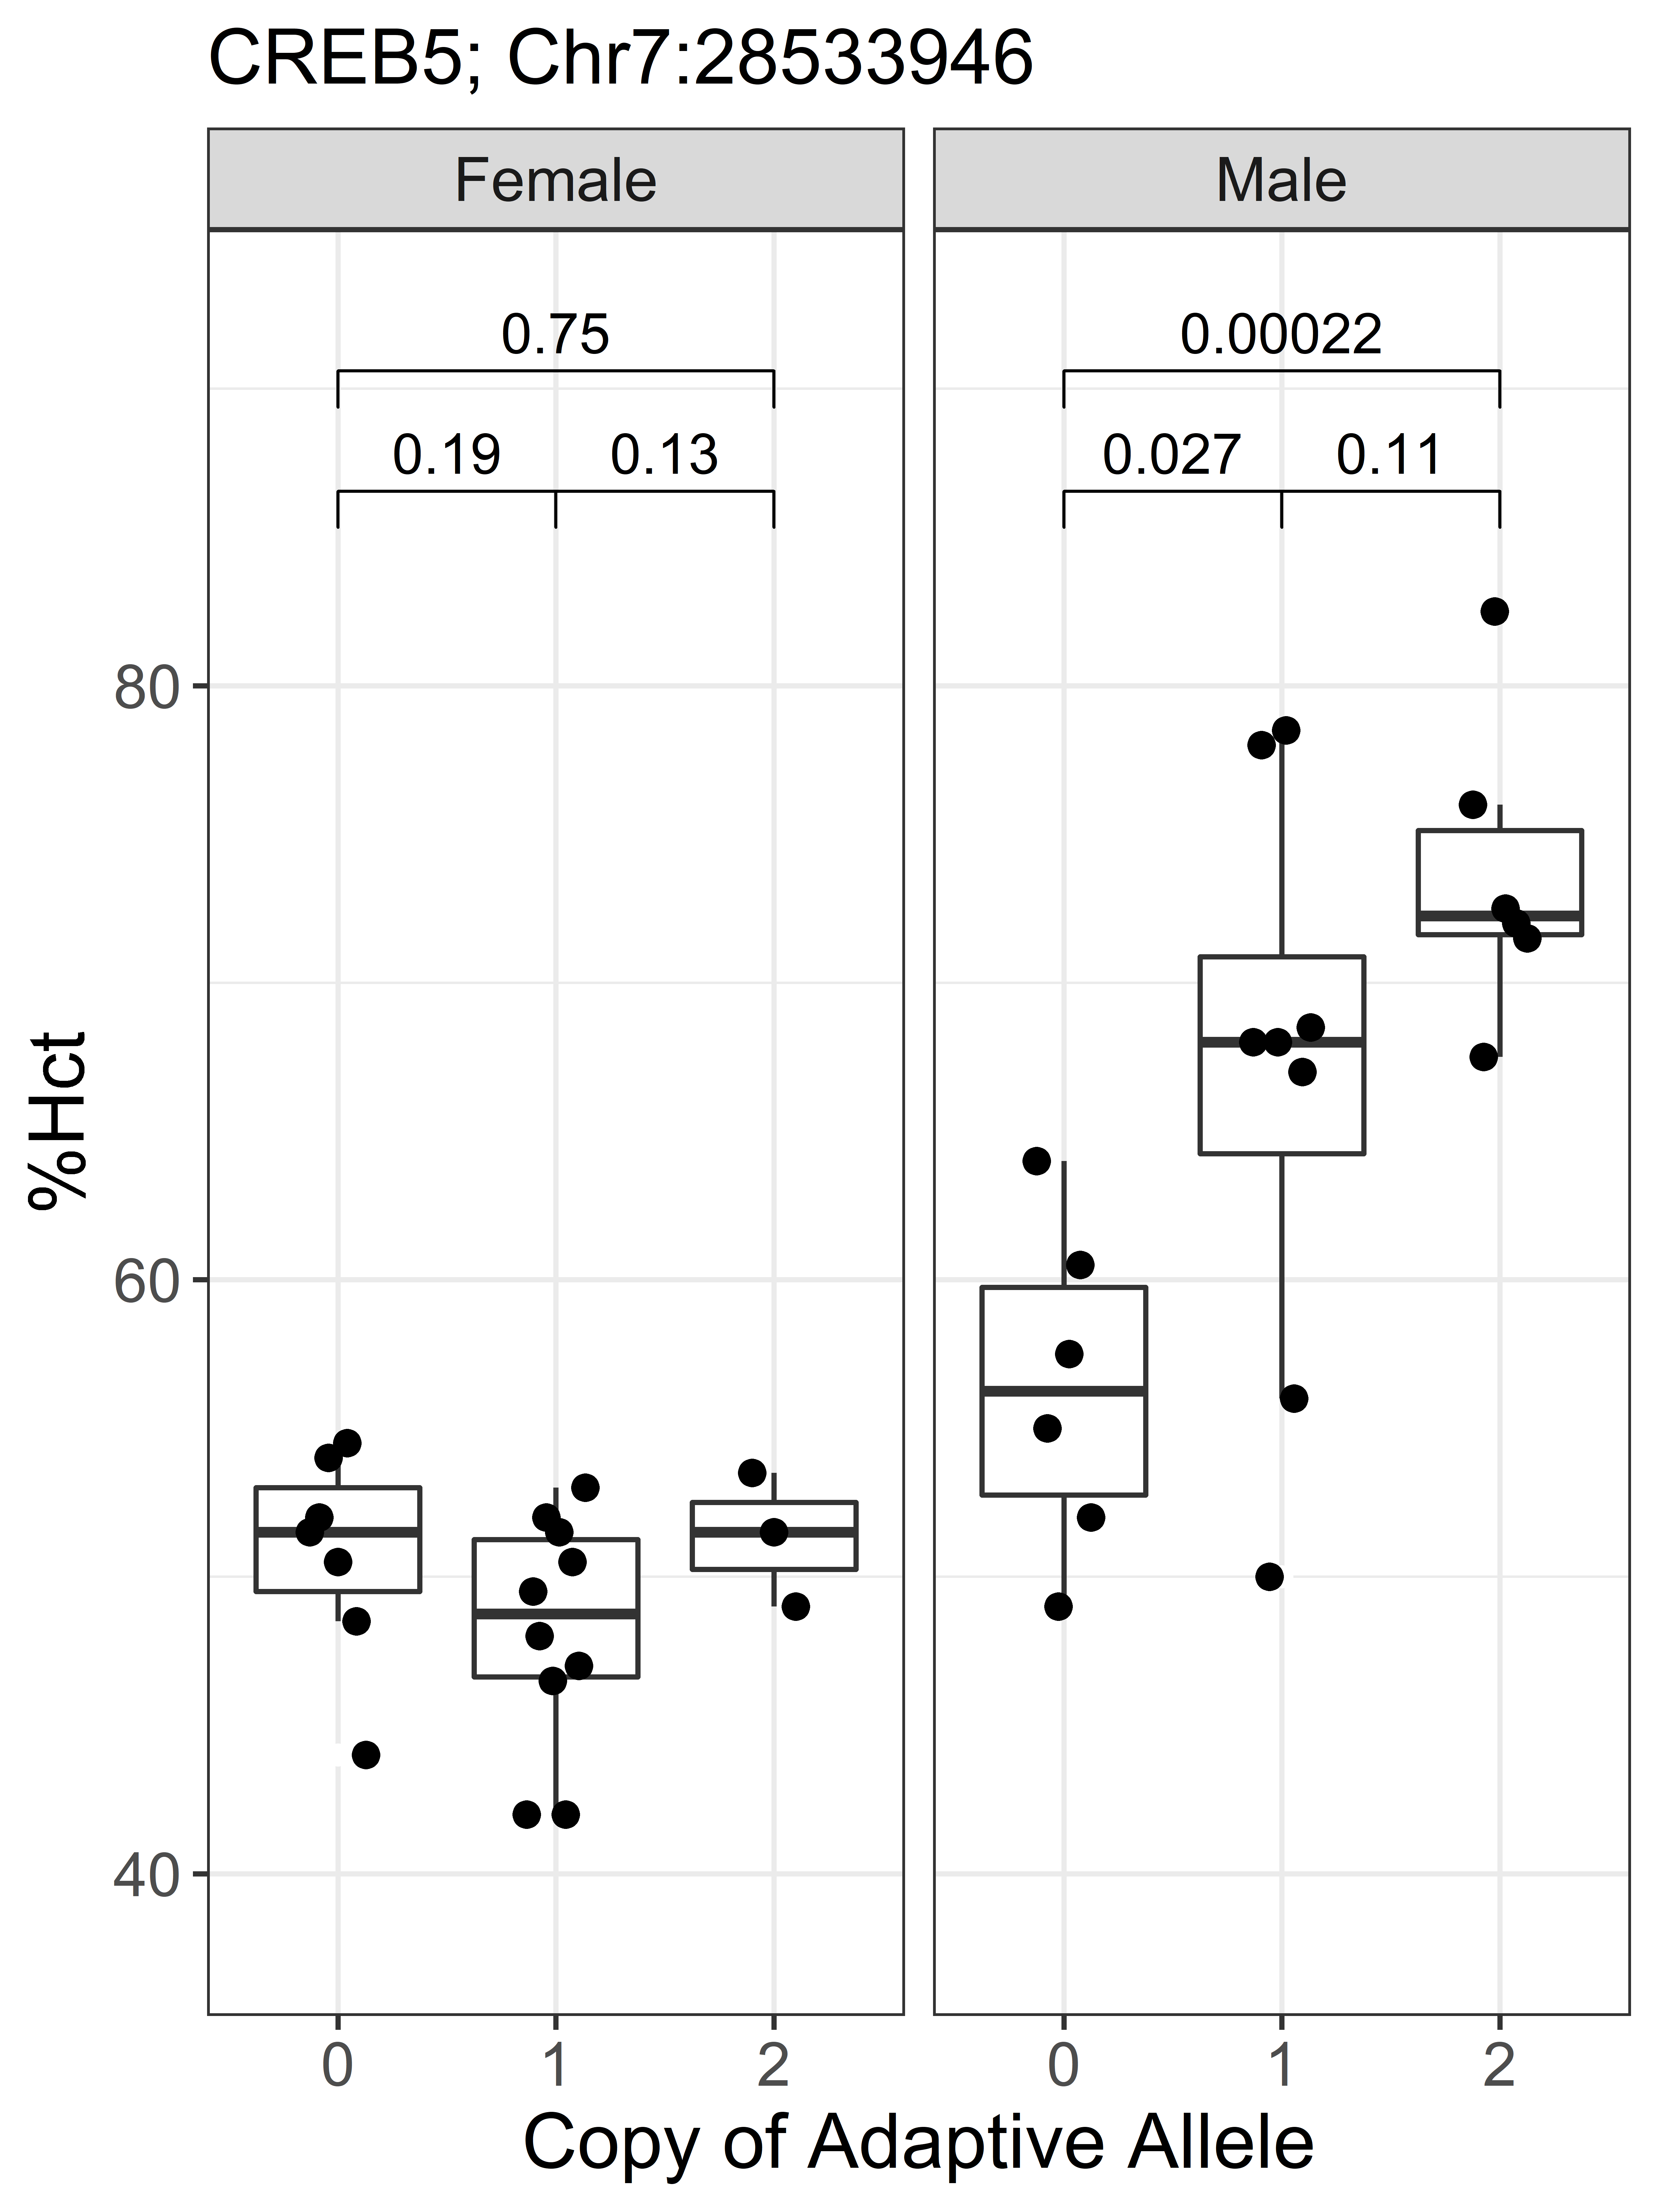 CREB5; Chr7:28533946
Female Male
0.75 0.00022
0.19 0.13 0.027 0.11
80
60
40
%Hct
0 1 2 0 1 2
Copy of Adaptive Allele